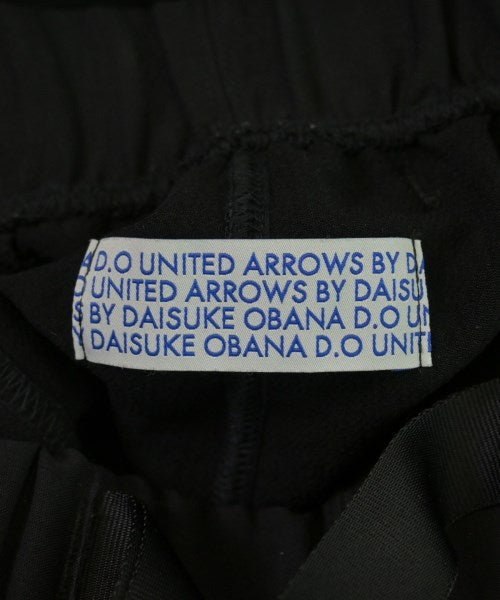 D.O UNITED ARROWS BY DA
O UNITED ARROWS BY DAISU
S BY DAISUKE OBANA D.O UN
Y DAISUKE OBANA D.O UNIT